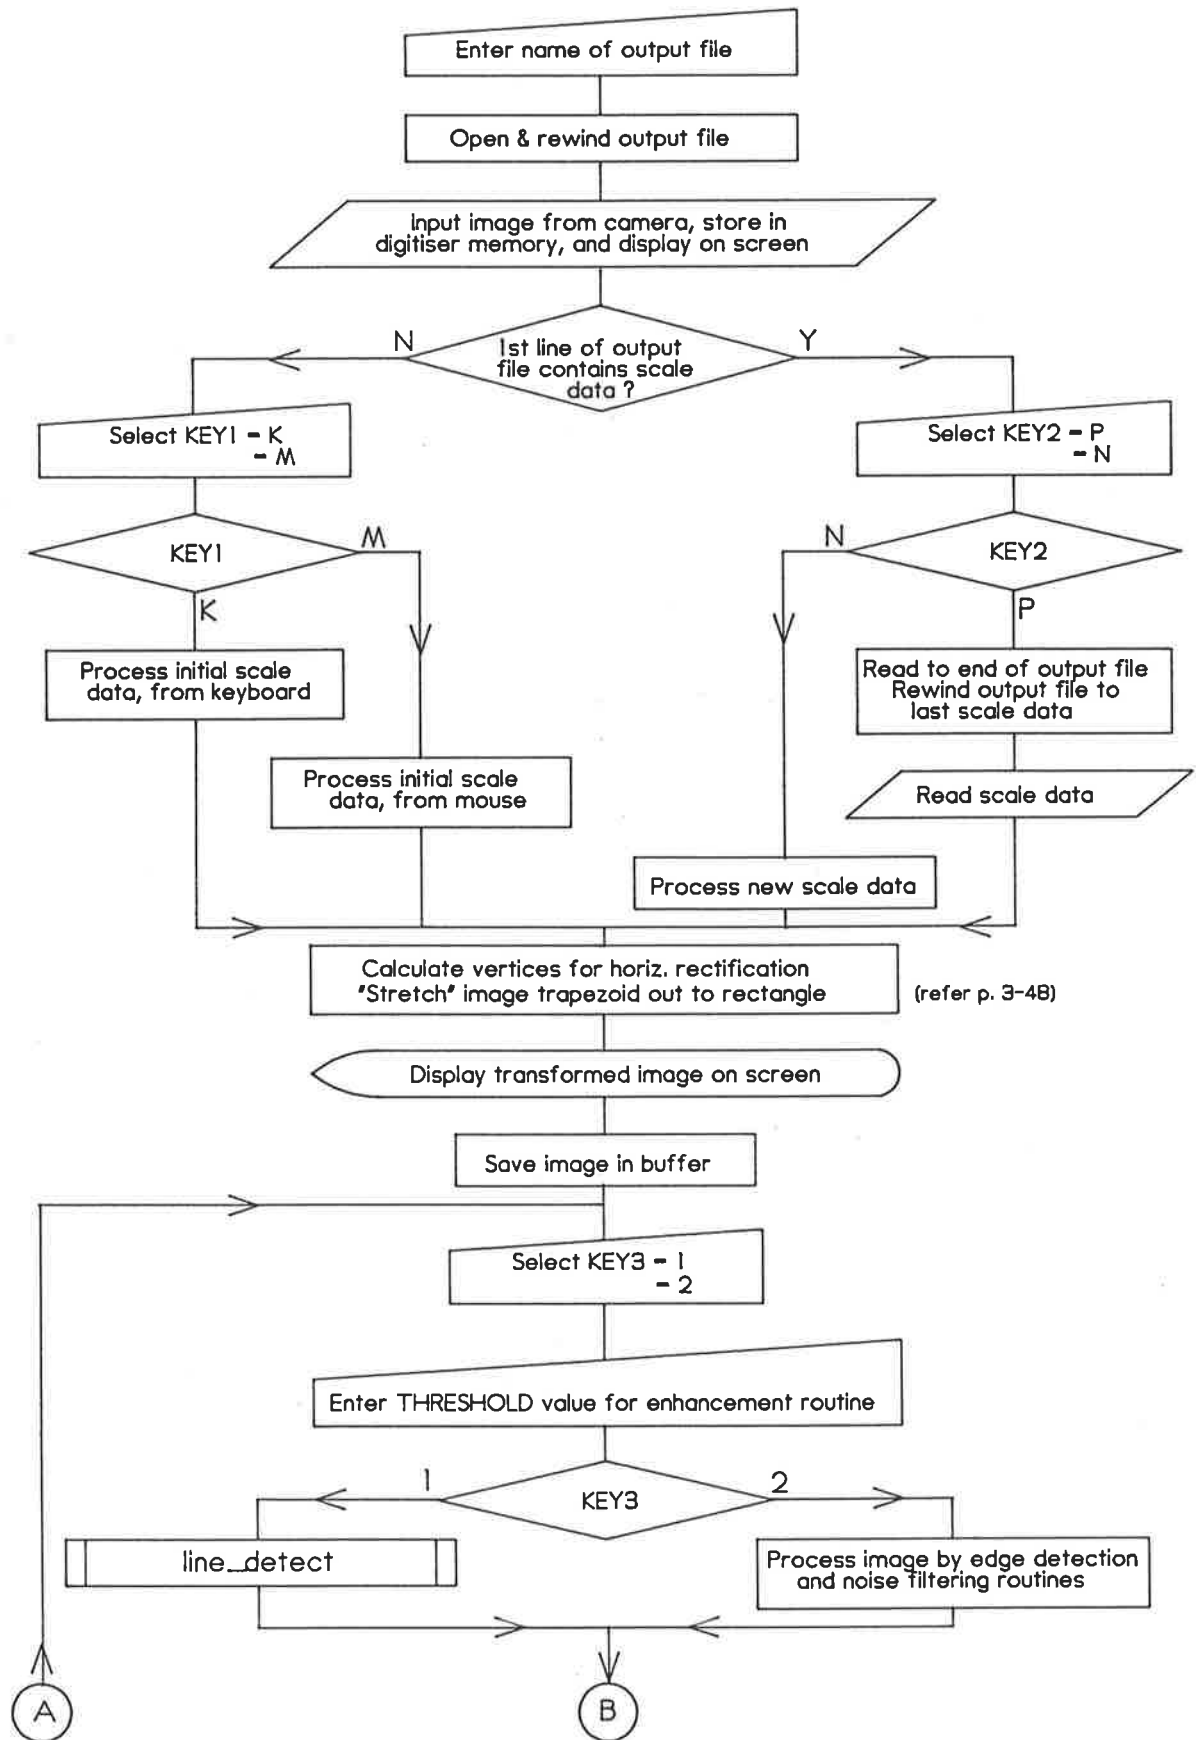 Enter name of output file
Open & rewind output file
Input image from camera, store in
digitiser memory, and display on screen
N
Y
1st line of output
file contains scale
data ?
Select KEY1 - K
- M
Select KEY2 - P
- N
KEY1
M
K
N
KEY2
P
Process initial scale
data, from keyboard
Process initial scale
data, from mouse
Read to end of output file
Rewind output file to
last scale data
Read scale data
Process new scale data
Calculate vertices for horiz. rectification
"Stretch" image trapezoid out to rectangle
(refer p. 3-48)
Display transformed image on screen
Save image in buffer
Select KEY3 - 1
- 2
Enter THRESHOLD value for enhancement routine
1
KEY3
2
line_detect
Process image by edge detection
and noise filtering routines
A
B